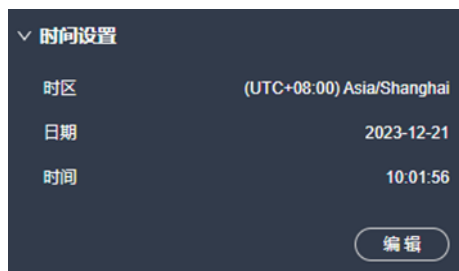 时间设置
时区 (UTC+08:00) Asia/Shanghai
日期 2023-12-21
时间 10:01:56
编辑